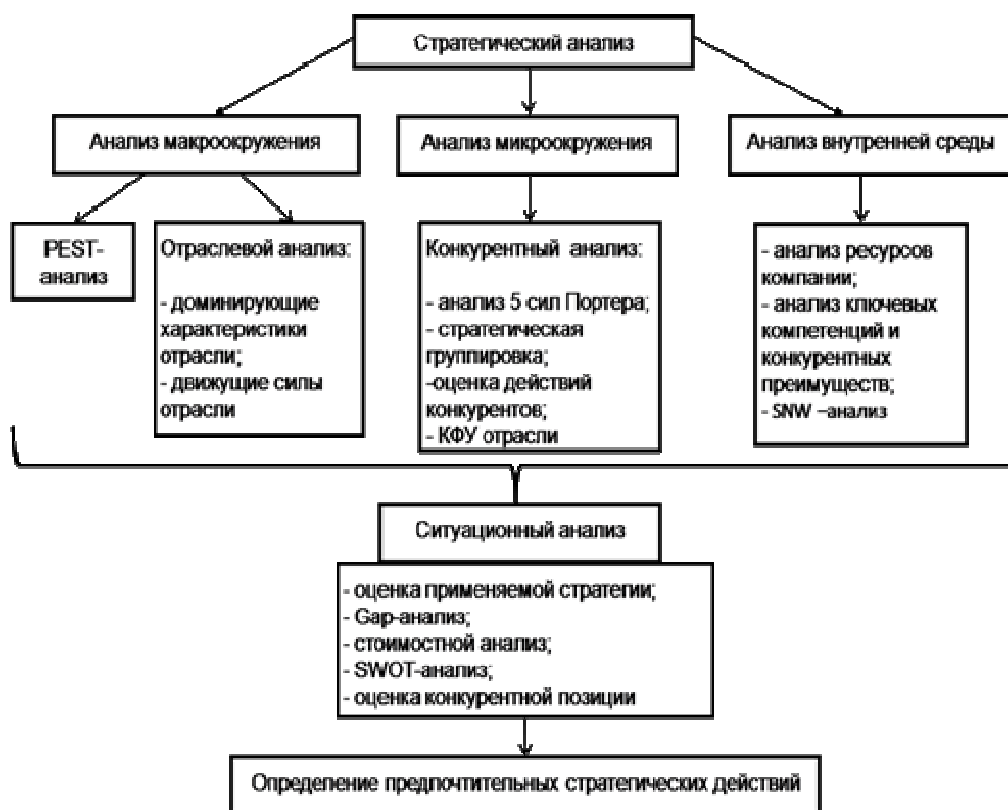 Стратегический анализ
Анализ макроокружения
Анализ микроокружения
Анализ внутренней среды
PEST-
анализ
Отраслевой анализ:
- доминирующие
характеристики
отрасли;
- движущие силы
отрасли
Конкурентный анализ:
- анализ 5 сил Портера;
- стратегическая
группировка;
-оценка действий
конкурентов;
- КФУ отрасли
- анализ ресурсов
компании;
- анализ ключевых
компетенций и
конкурентных
преимуществ;
- SNW –анализ
Ситуационный анализ
- оценка применяемой стратегии;
- Gap-анализ;
- стоимостной анализ;
- SWOT-анализ;
- оценка конкурентной позиции
Определение предпочтительных стратегических действий